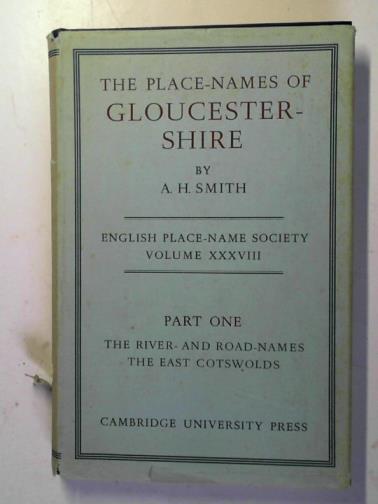 THE PLACE-NAMES OF
GLOUCESTER-
SHIRE
BY
A. H. SMITH
ENGLISH PLACE-NAME SOCIETY
VOLUME XXXVIII
PART ONE
THE RIVER- AND ROAD-NAMES
THE EAST COTSWOLDS
CAMBRIDGE UNIVERSITY PRESS